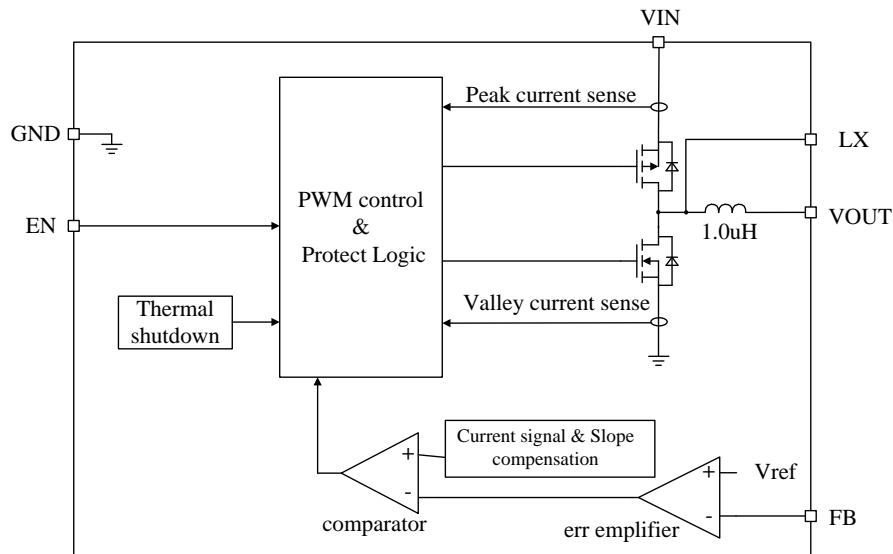 VIN
Peak current sense
GND
LX
PWM control
&
Protect Logic
EN
VOUT
1.0uH
Valley current sense
Thermal
shutdown
Current signal & Slope
compensation
+
-
comparator
+
-
Vref
err emplifier
FB